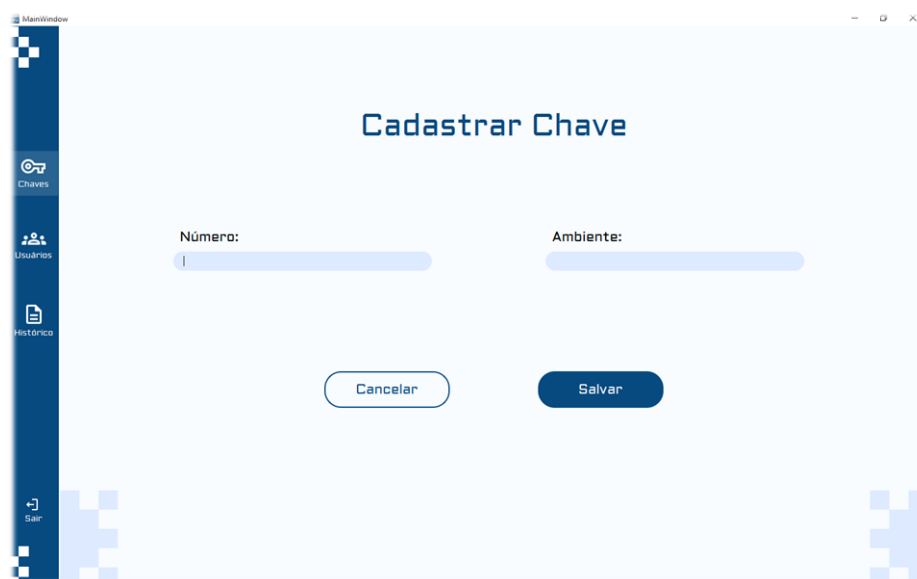 MainWindow
Cadastrar Chave
Chaves
Número:
Ambiente:
Usuários
Histórico
Cancelar
Salvar
Sair